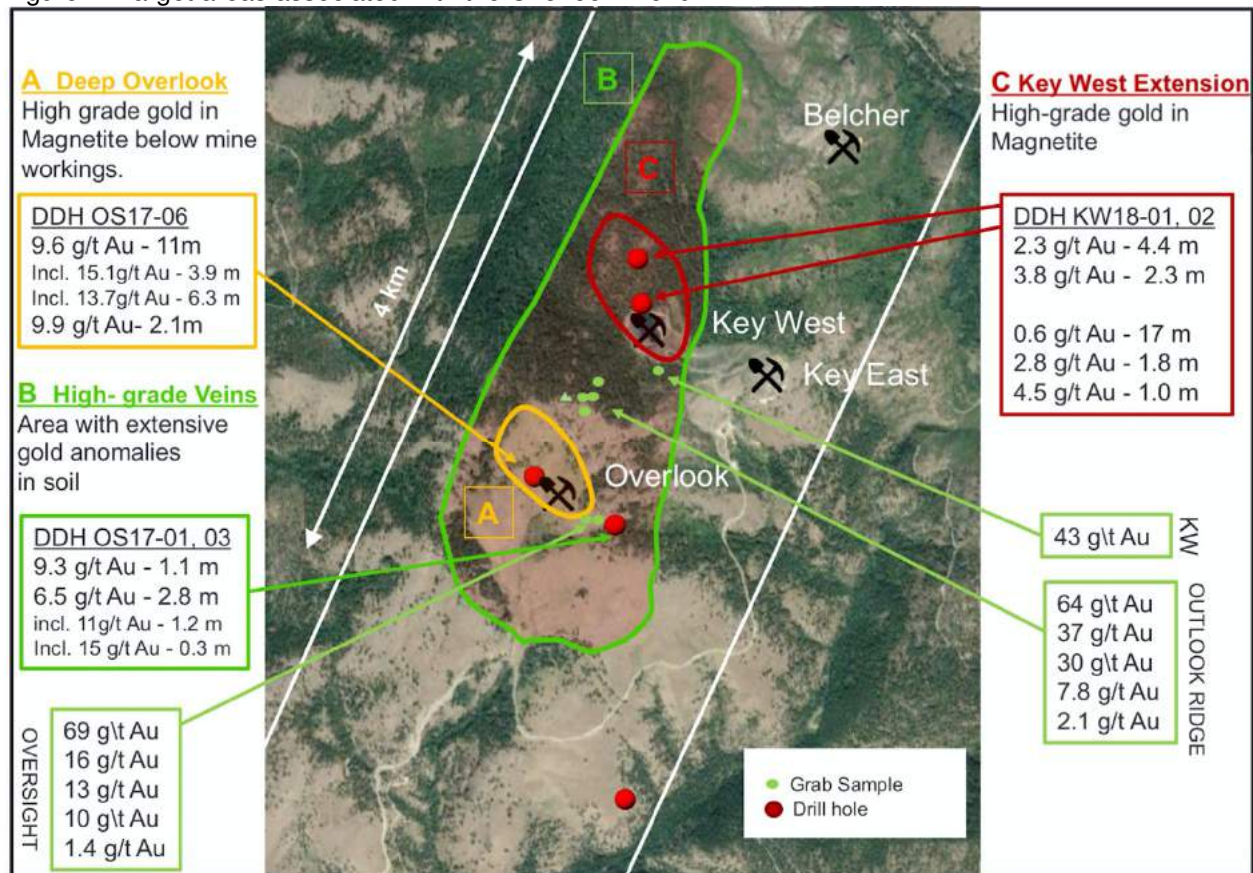 A Deep Overlook
High grade gold in
Magnetite below mine
workings.
DDH OS17-06
9.6 g/t Au - 11m
Incl. 15.1g/t Au - 3.9 m
Incl. 13.7g/t Au - 6.3 m
9.9 g/t Au- 2.1m
B High- grade Veins
Area with extensive
gold anomalies
in soil
DDH OS17-01, 03
9.3 g/t Au - 1.1 m
6.5 g/t Au - 2.8 m
incl. 11g/t Au - 1.2 m
Incl. 15 g/t Au - 0.3 m
OVERSIGHT
69 g\t Au
16 g/t Au
13 g/t Au
10 g\t Au
1.4 g/t Au
4 km
B
C
A
Belcher
Key West
Key East
Overlook
Grab Sample
Drill hole
C Key West Extension
High-grade gold in
Magnetite
DDH KW18-01, 02
2.3 g/t Au - 4.4 m
3.8 g/t Au - 2.3 m
0.6 g/t Au - 17 m
2.8 g/t Au - 1.8 m
4.5 g/t Au - 1.0 m
43 g\t Au
KW
64 g\t Au
37 g/t Au
30 g\t Au
7.8 g/t Au
2.1 g/t Au
OUTLOOK RIDGE